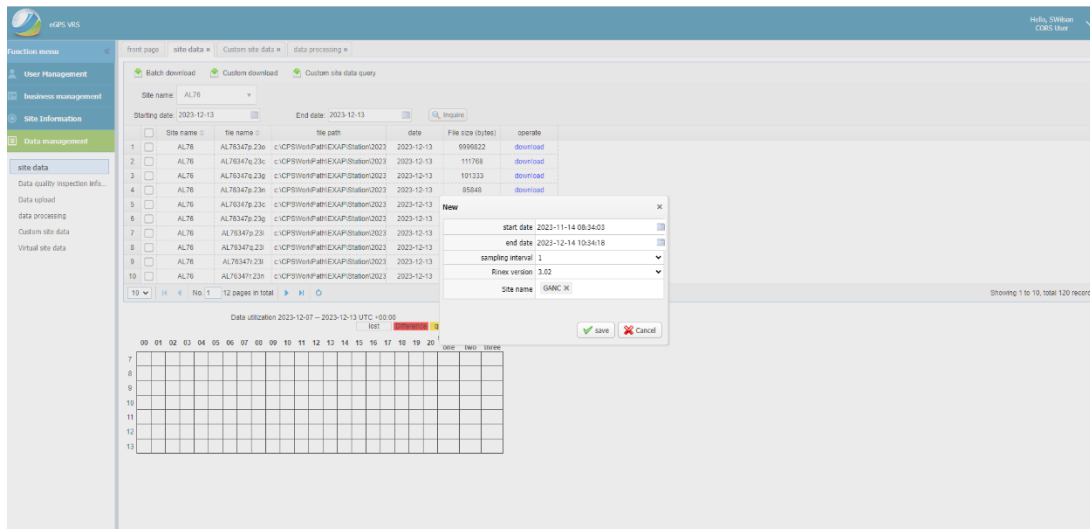 eGPS VRS
Hello, SWilson
CORS User
Function menu
front page site data × Custom site data × data processing ×
User Management
business management
Site Information
Data management
site data
Data quality inspection info...
Data upload
data processing
Custom site data
Virtual site data
Batch download Custom download Custom site data query
Site name: AL76
Starting date: 2023-12-13 End date: 2023-12-13 Inquire
Site name file name file path date File size (bytes) operate
1 AL76 AL76347p.23o c:\CPSWorkPath\EXAP\Station\2023 2023-12-13 9999822 download
2 AL76 AL76347q.23c c:\CPSWorkPath\EXAP\Station\2023 2023-12-13 111768 download
3 AL76 AL76347q.23g c:\CPSWorkPath\EXAP\Station\2023 2023-12-13 101333 download
4 AL76 AL76347p.23n c:\CPSWorkPath\EXAP\Station\2023 2023-12-13 85848 download
5 AL76 AL76347p.23c c:\CPSWorkPath\EXAP\Station\2023 2023-12-13
6 AL76 AL76347p.23g c:\CPSWorkPath\EXAP\Station\2023 2023-12-13
7 AL76 AL76347p.23l c:\CPSWorkPath\EXAP\Station\2023 2023-12-13
8 AL76 AL76347q.23l c:\CPSWorkPath\EXAP\Station\2023 2023-12-13
9 AL76 AL76347r.23l c:\CPSWorkPath\EXAP\Station\2023 2023-12-13
10 AL76 AL76347r.23n c:\CPSWorkPath\EXAP\Station\2023 2023-12-13
10 No. 1 12 pages in total Showing 1 to 10, total 120 record
New ×
start date 2023-11-14 08:34:03
end date 2023-12-14 10:34:18
sampling interval 1
Rinex version 3.02
Site name GANC ×
save Cancel
Data utilization 2023-12-07 -- 2023-12-13 UTC +00:00
lost Difference
00 01 02 03 04 05 06 07 08 09 10 11 12 13 14 15 16 17 18 19 20 one two three
7
8
9
10
11
12
13